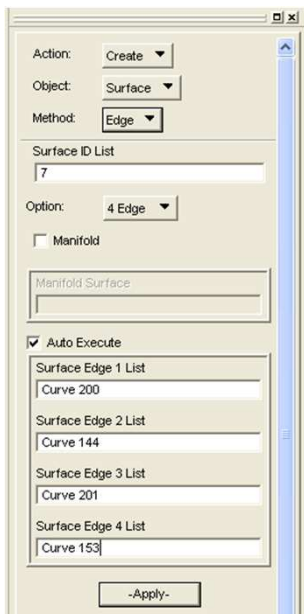 Action: Create
Object: Surface
Method: Edge
Surface ID List
7
Option: 4 Edge
Manifold
Manifold Surface
Auto Execute
Surface Edge 1 List
Curve 200
Surface Edge 2 List
Curve 144
Surface Edge 3 List
Curve 201
Surface Edge 4 List
Curve 153
-Apply-